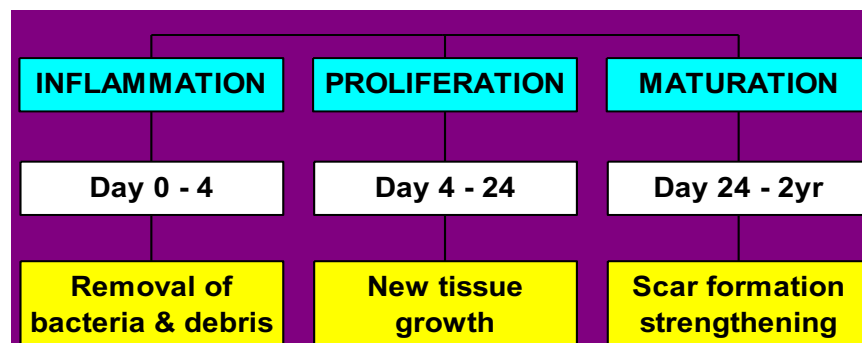 INFLAMMATION
PROLIFERATION
MATURATION
Day 0 - 4
Day 4 - 24
Day 24 - 2yr
Removal of
bacteria & debris
New tissue
growth
Scar formation
strengthening